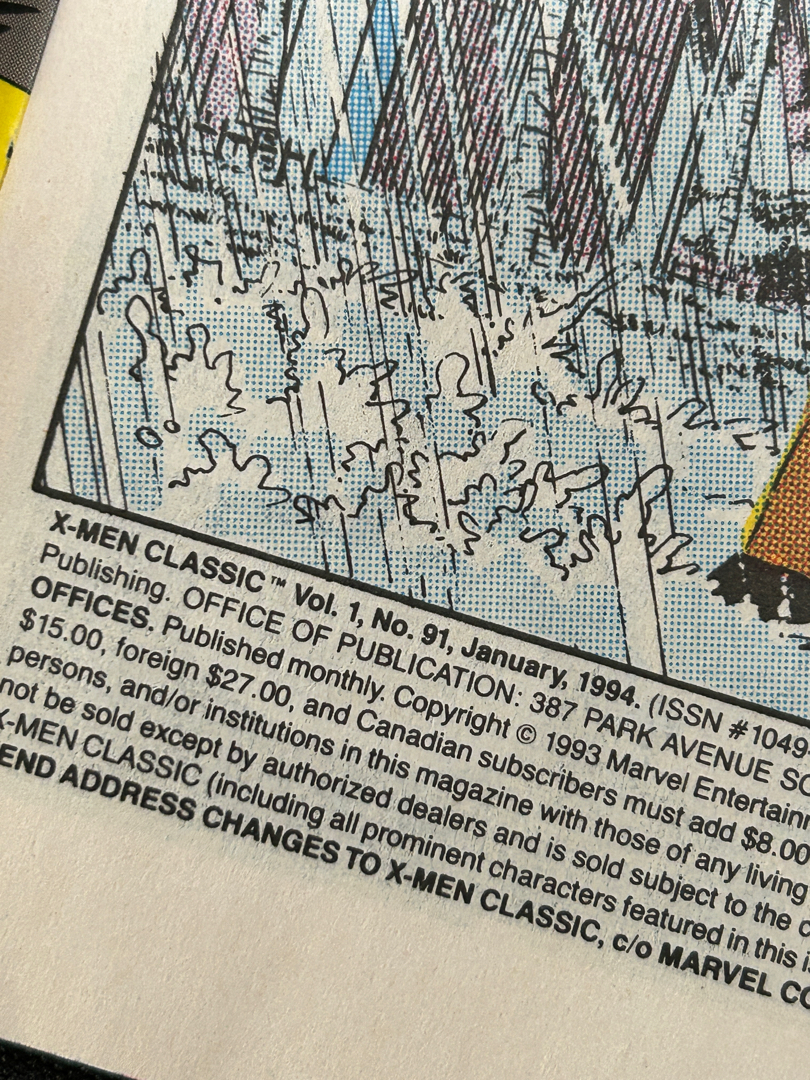 X-MEN CLASSIC™ Vol. 1, No. 91, January, 1994. (ISSN #1049-
Publishing. OFFICE OF PUBLICATION: 387 PARK AVENUE SO
OFFICES. Published monthly. Copyright © 1993 Marvel Entertainm
$15.00, foreign $27.00, and Canadian subscribers must add $8.00
persons, and/or institutions in this magazine with those of any living
not be sold except by authorized dealers and is sold subject to the c
X-MEN CLASSIC (including all prominent characters featured in this i
END ADDRESS CHANGES TO X-MEN CLASSIC, c/o MARVEL CO